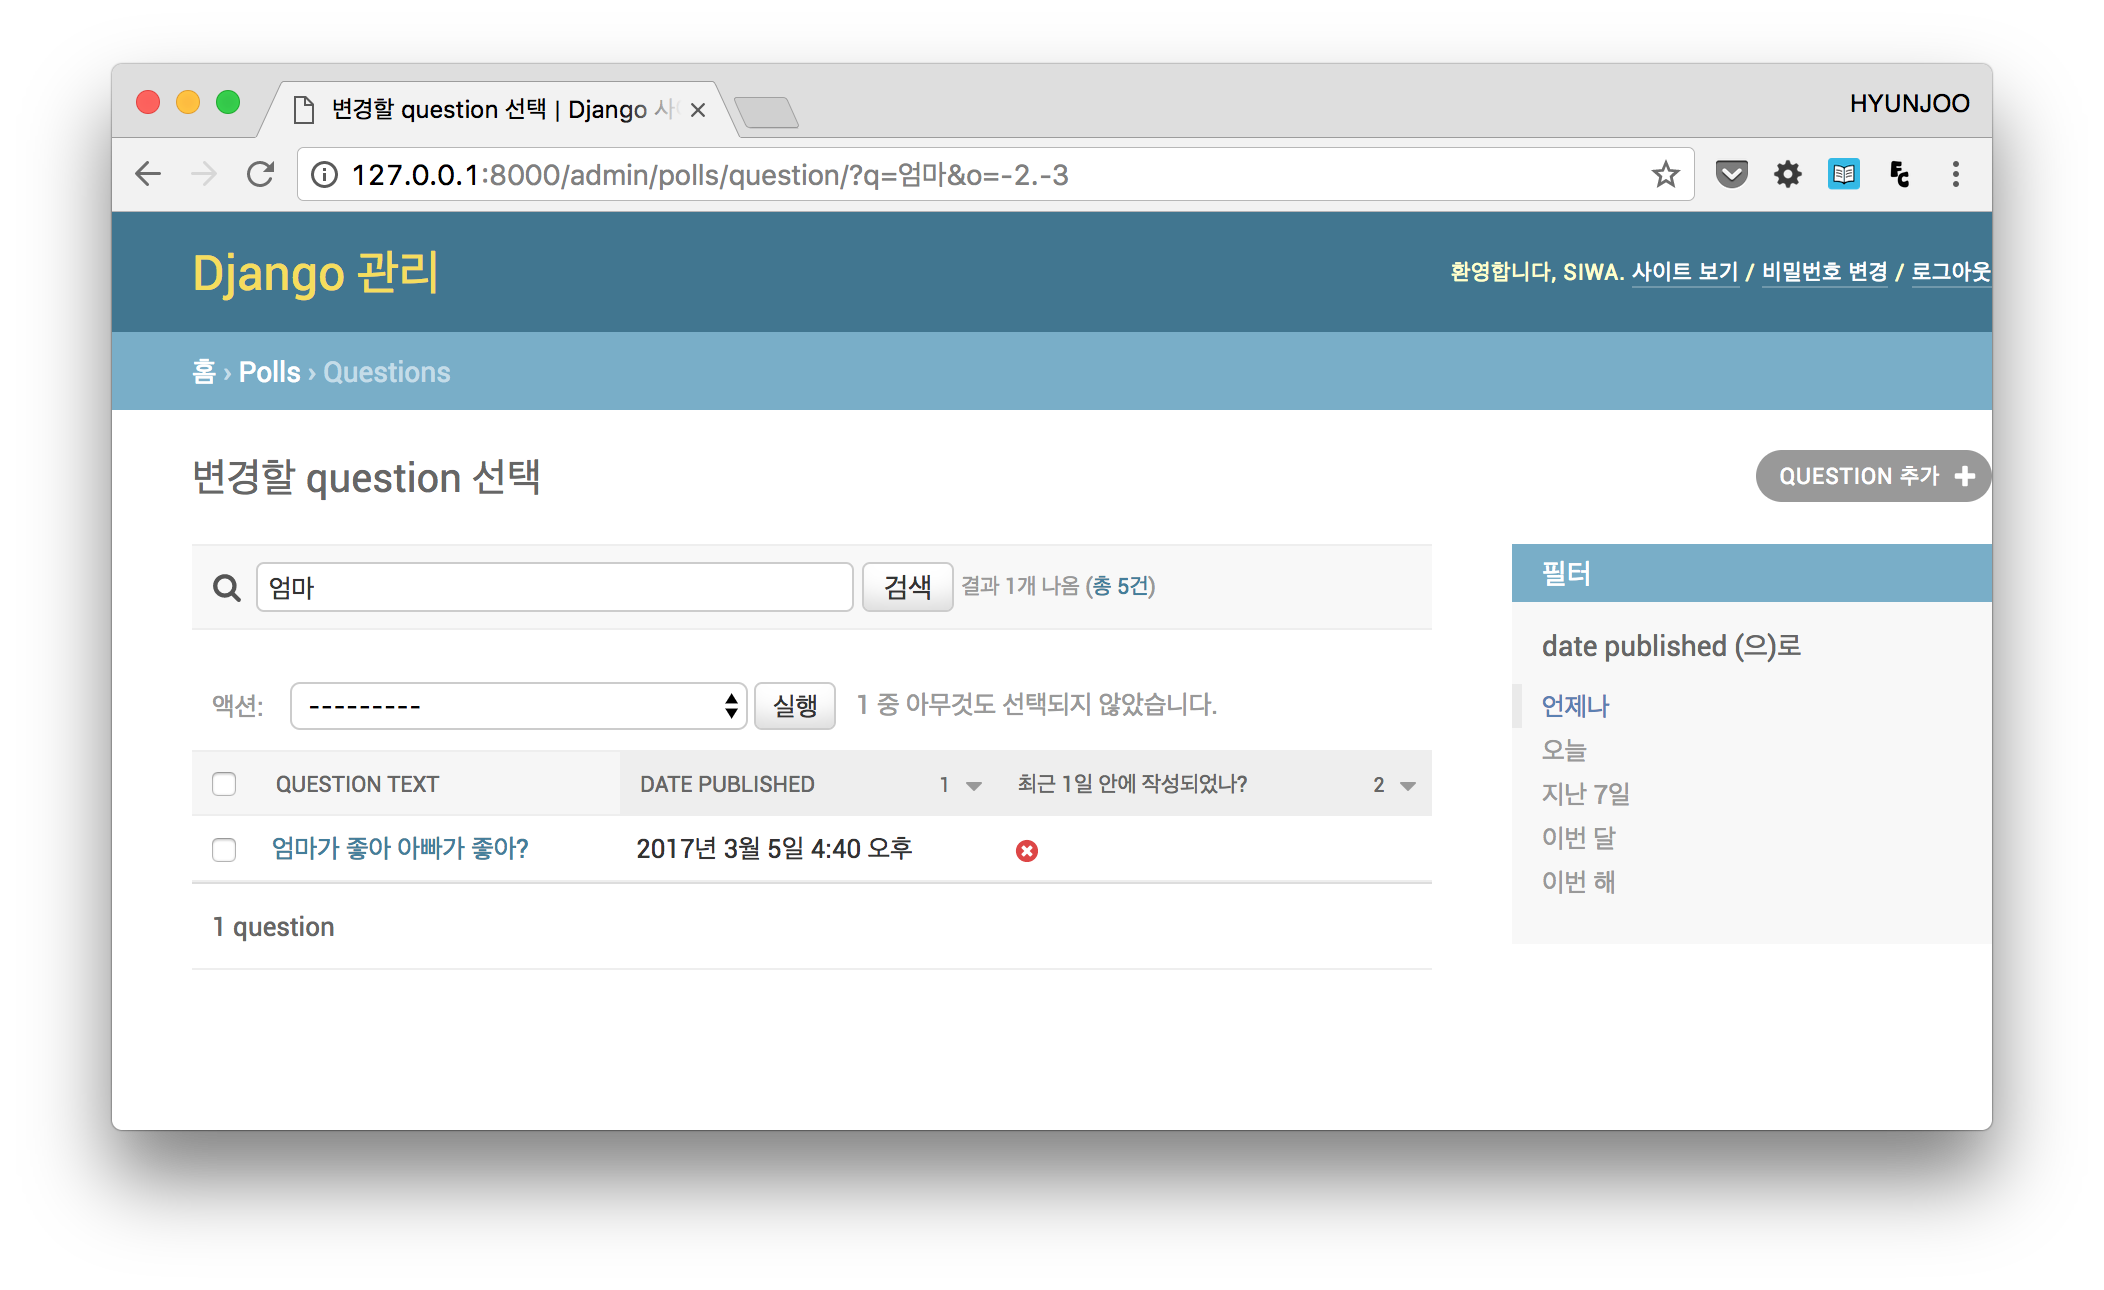 변경할 question 선택 | Django 사
HYUNJOO
127.0.0.1:8000/admin/polls/question/?q=엄마&o=-2.-3
Django 관리
환영합니다, SIWA. 사이트 보기 / 비밀번호 변경 / 로그아웃
홈 › Polls › Questions
변경할 question 선택
QUESTION 추가
엄마
검색
결과 1개 나옴 (총 5건)
액션:
---------
실행
1 중 아무것도 선택되지 않았습니다.
QUESTION TEXT
DATE PUBLISHED 1
최근 1일 안에 작성되었나? 2
엄마가 좋아 아빠가 좋아?
2017년 3월 5일 4:40 오후
1 question
필터
date published (으)로
언제나
오늘
지난 7일
이번 달
이번 해